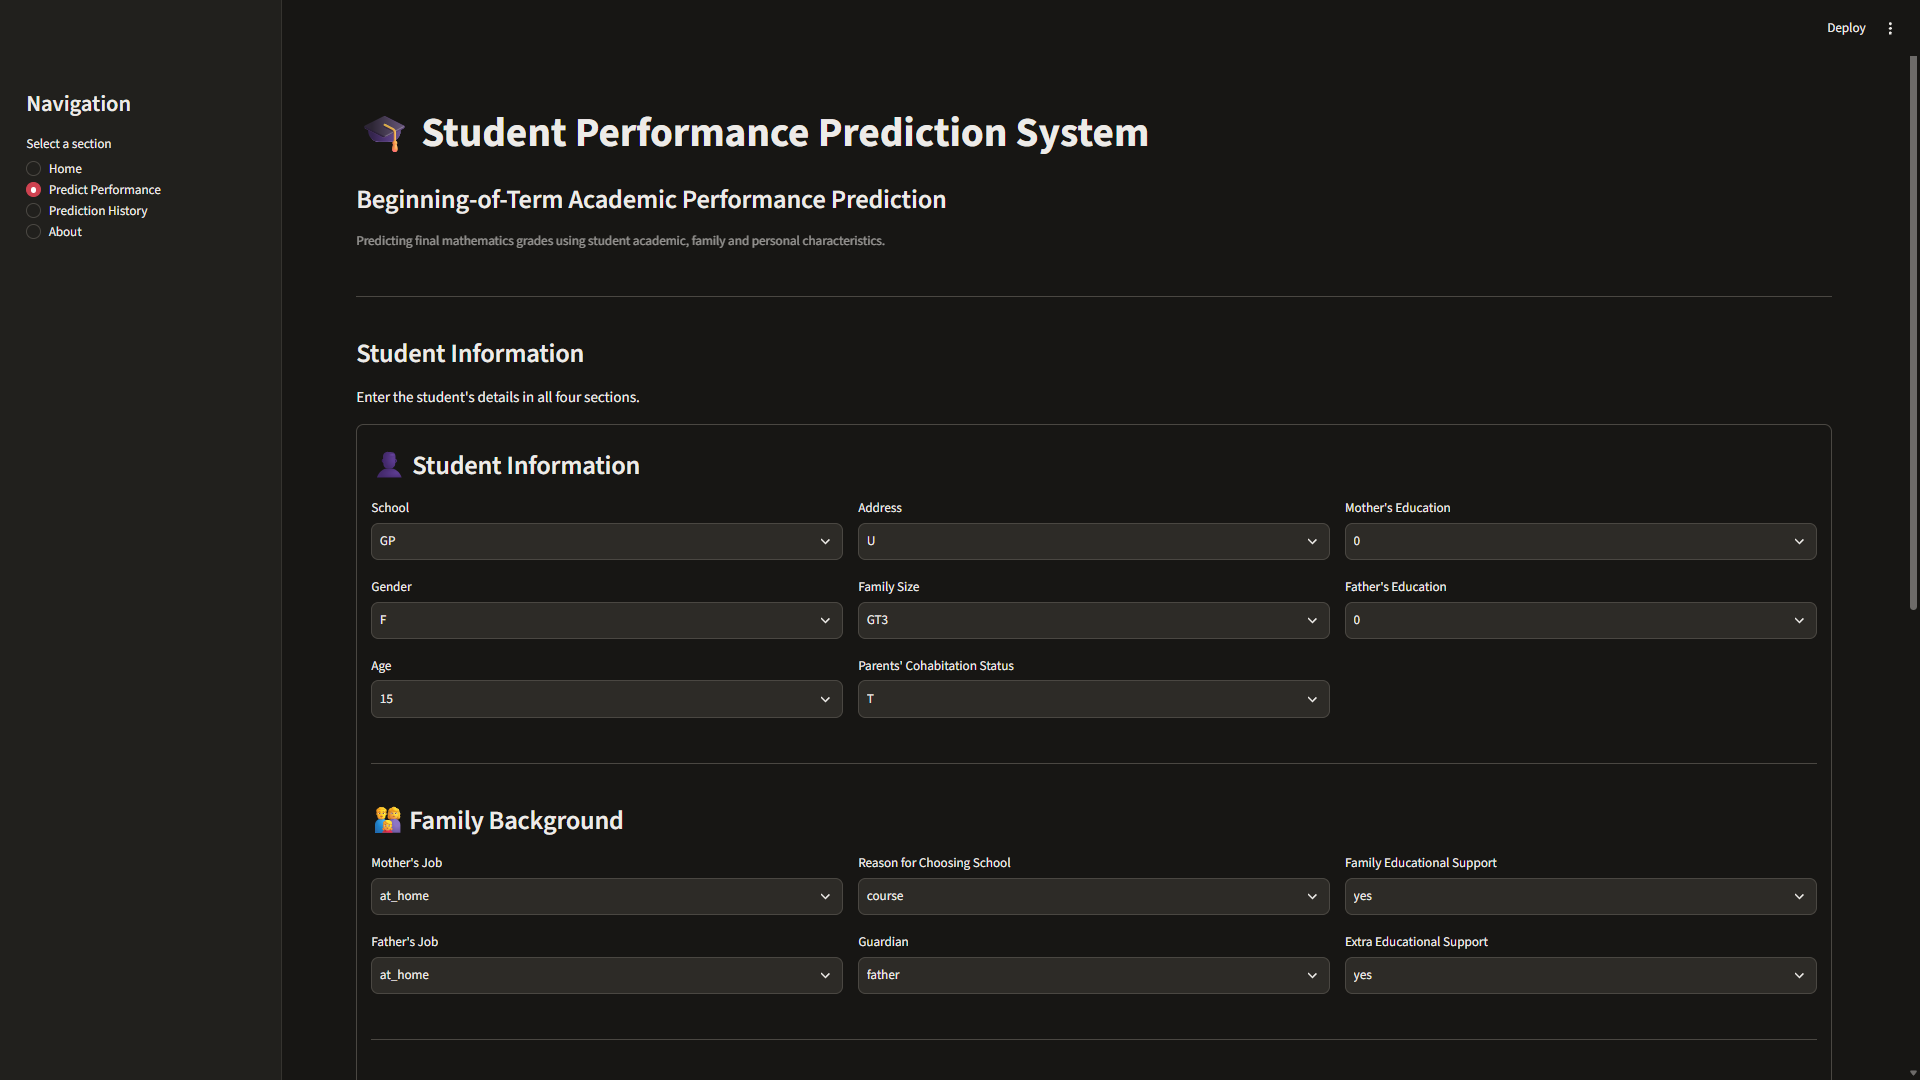 Deploy
Navigation
Select a section
Home
Predict Performance
Prediction History
About
Student Performance Prediction System
Beginning-of-Term Academic Performance Prediction
Predicting final mathematics grades using student academic, family and personal characteristics.
Student Information
Enter the student's details in all four sections.
Student Information
School Address Mother's Education
GP U 0
Gender Family Size Father's Education
F GT3 0
Age Parents' Cohabitation Status
15 T
Family Background
Mother's Job Reason for Choosing School Family Educational Support
at_home course yes
Father's Job Guardian Extra Educational Support
at_home father yes